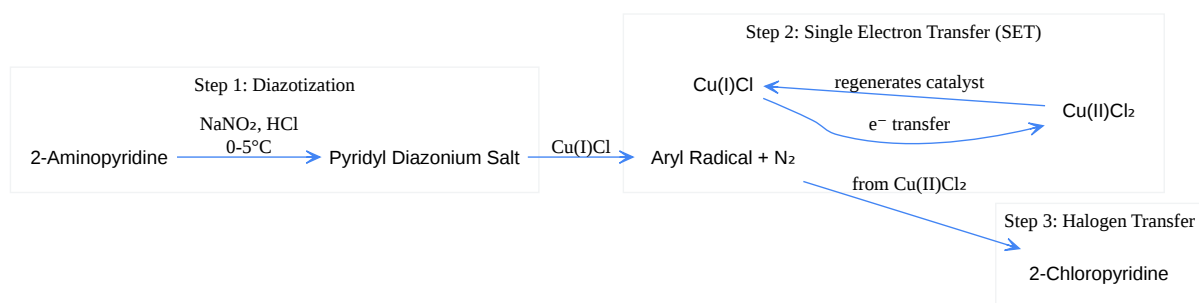 Step 2: Single Electron Transfer (SET)
Step 1: Diazotization
Cu(I)Cl
regenerates catalyst
Cu(II)Cl₂
NaNO₂, HCl
0-5°C
e⁻ transfer
2-Aminopyridine
Pyridyl Diazonium Salt
Cu(I)Cl
Aryl Radical + N₂
from Cu(II)Cl₂
Step 3: Halogen Transfer
2-Chloropyridine